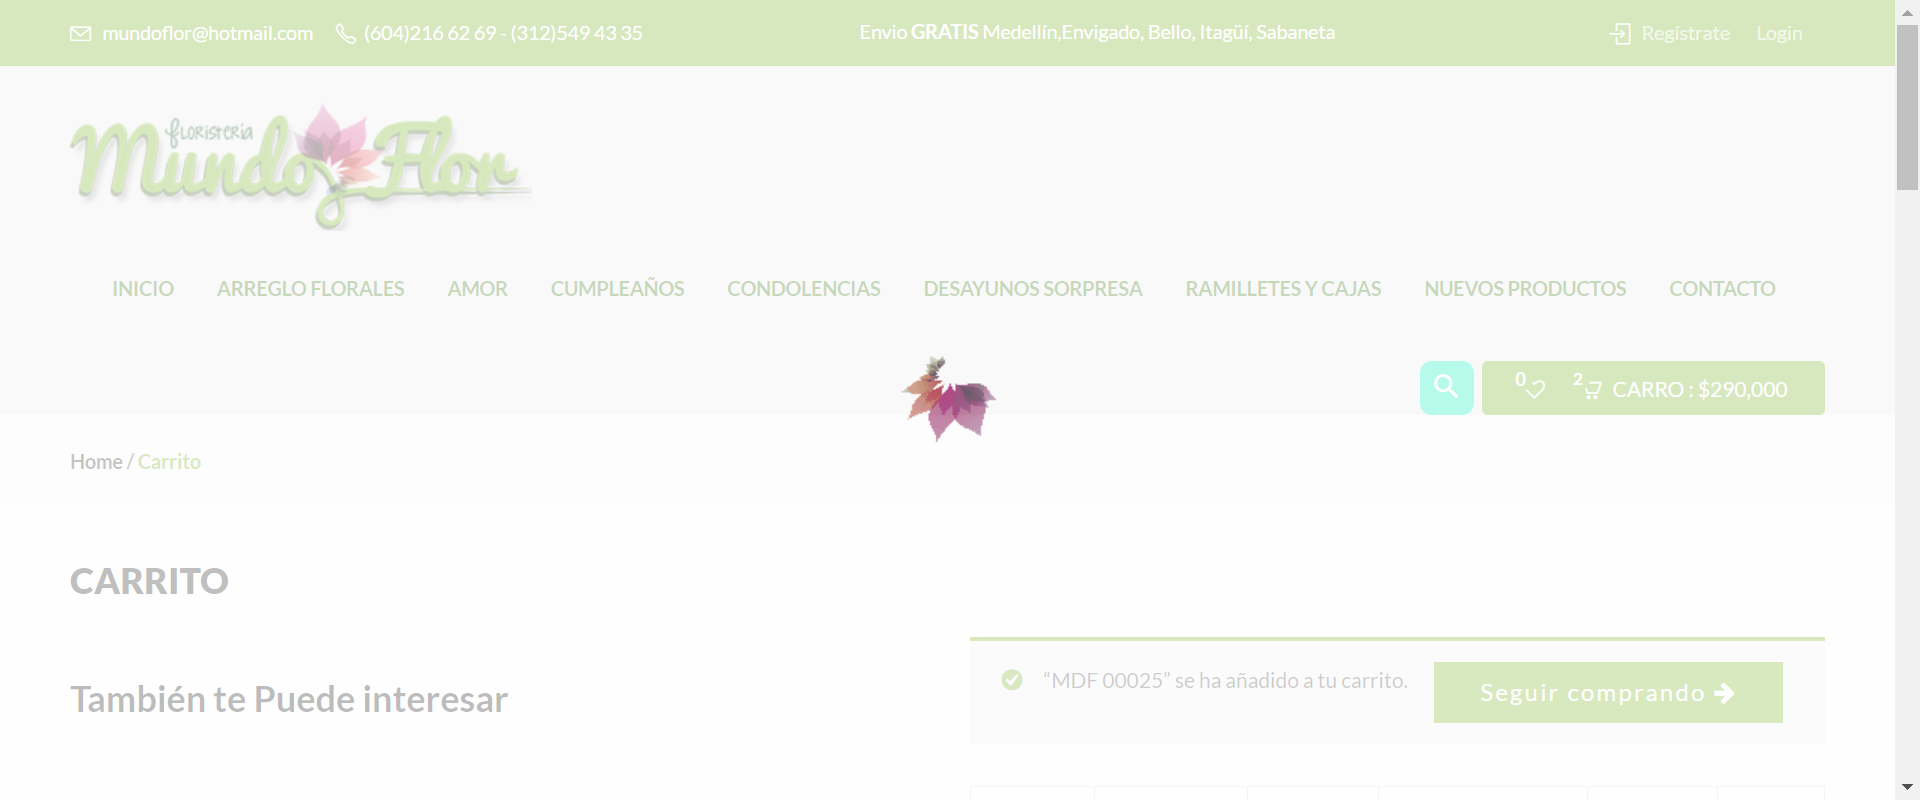 mundoflor@hotmail.com (604)216 62 69 - (312)549 43 35 Envio GRATIS Medellín,Envigado, Bello, Itagüí, Sabaneta Regístrate Login
FLORISTERÍA
Mundo Flor
INICIO ARREGLO FLORALES AMOR CUMPLEAÑOS CONDOLENCIAS DESAYUNOS SORPRESA RAMILLETES Y CAJAS NUEVOS PRODUCTOS CONTACTO
0 2 CARRO : $290,000
Home / Carrito
CARRITO
También te Puede interesar
“MDF 00025” se ha añadido a tu carrito. Seguir comprando